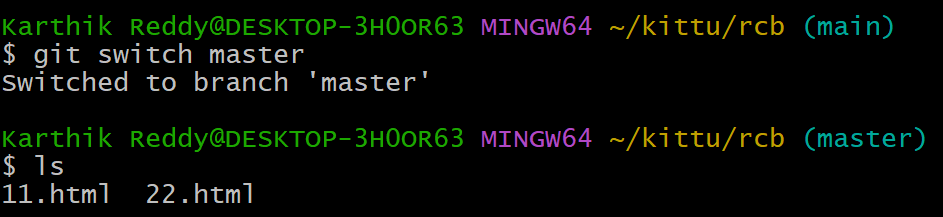 Karthik Reddy@DESKTOP-3HOOR63 MINGW64 ~/kittu/rcb (main)
$ git switch master
Switched to branch 'master'
Karthik Reddy@DESKTOP-3HOOR63 MINGW64 ~/kittu/rcb (master)
$ ls
11.html  22.html